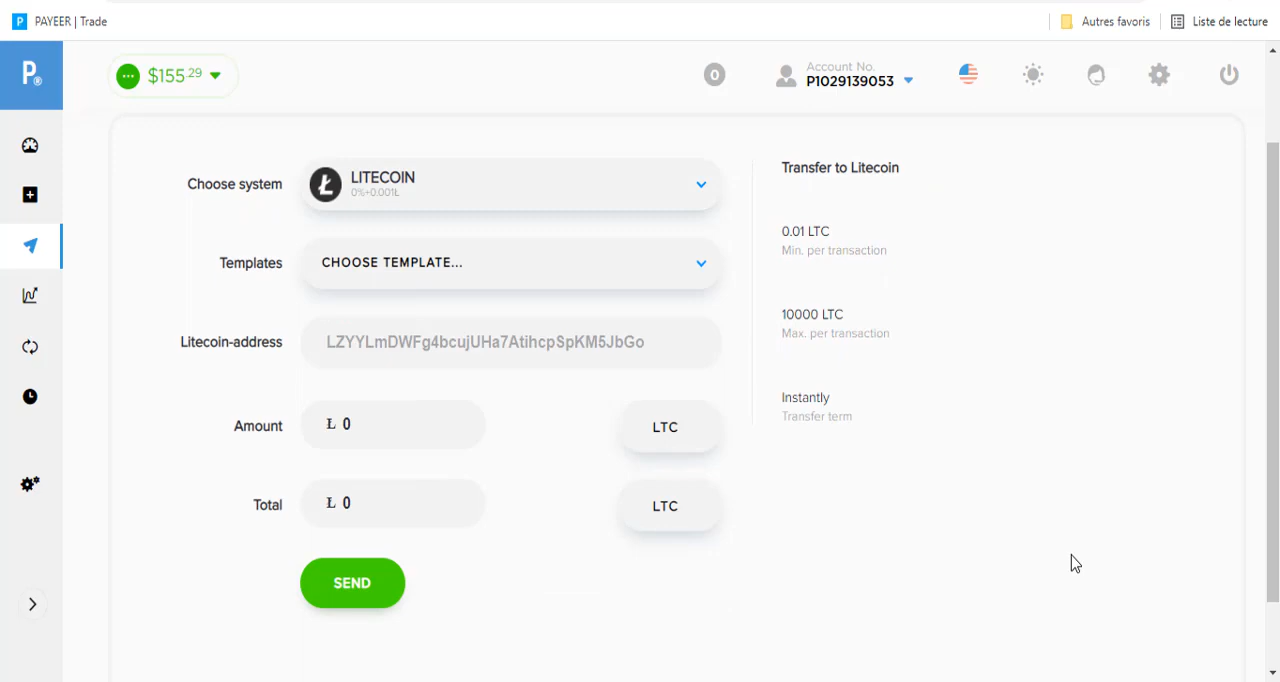 P PAYEER | Trade
Autres favoris
Liste de lecture
P®
$155.29
0
Account No.
P1029139053
Choose system
LITECOIN
0%+0.001Ł
Templates
CHOOSE TEMPLATE...
Litecoin-address
LZYYLmDWFg4bcujUHa7AtihcpSpKM5JbGo
Amount
Ł 0
LTC
Total
Ł 0
LTC
SEND
Transfer to Litecoin
0.01 LTC
Min. per transaction
10000 LTC
Max. per transaction
Instantly
Transfer term